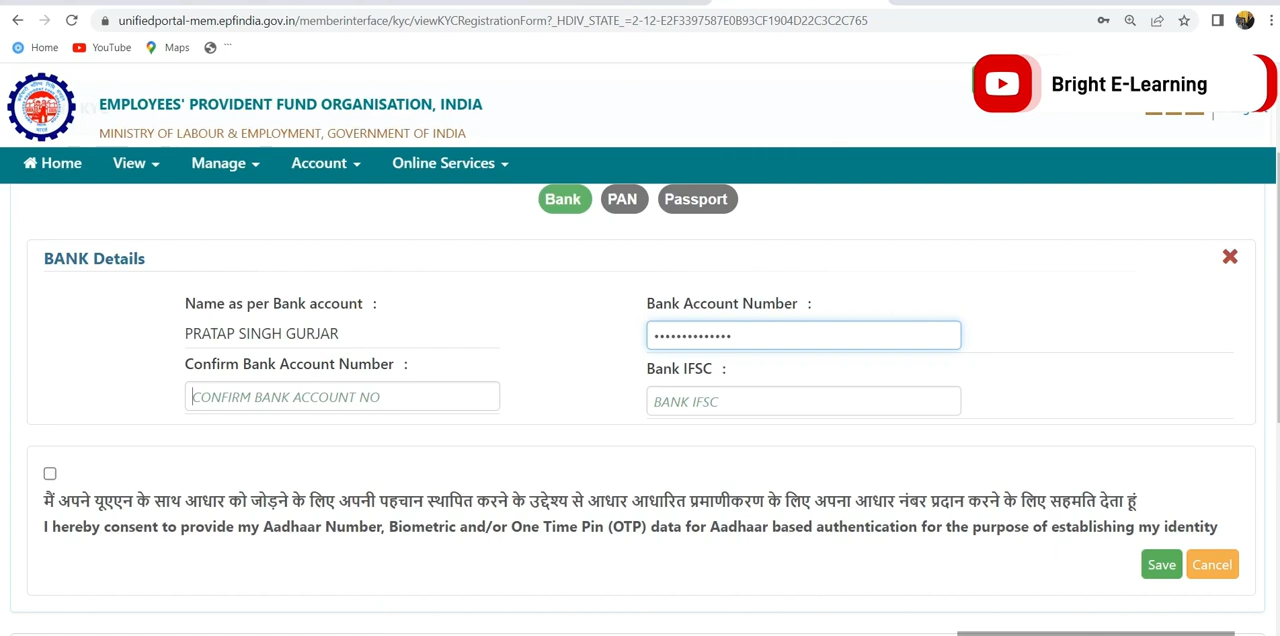 unifiedportal-mem.epfindia.gov.in/memberinterface/kyc/viewKYCRegistrationForm?_HDIV_STATE_=2-12-E2F3397587E0B93CF1904D22C3C2C765
Home YouTube Maps ...
Bright E-Learning
EMPLOYEES' PROVIDENT FUND ORGANISATION, INDIA
MINISTRY OF LABOUR & EMPLOYMENT, GOVERNMENT OF INDIA
Home View Manage Account Online Services
Bank PAN Passport
BANK Details
Name as per Bank account : Bank Account Number :
PRATAP SINGH GURJAR ••••••••••••••
Confirm Bank Account Number : Bank IFSC :
CONFIRM BANK ACCOUNT NO BANK IFSC
मैं अपने यूएएन के साथ आधार को जोड़ने के लिए अपनी पहचान स्थापित करने के उद्देश्य से आधार आधारित प्रमाणीकरण के लिए अपना आधार नंबर प्रदान करने के लिए सहमति देता हूं
I hereby consent to provide my Aadhaar Number, Biometric and/or One Time Pin (OTP) data for Aadhaar based authentication for the purpose of establishing my identity
Save Cancel